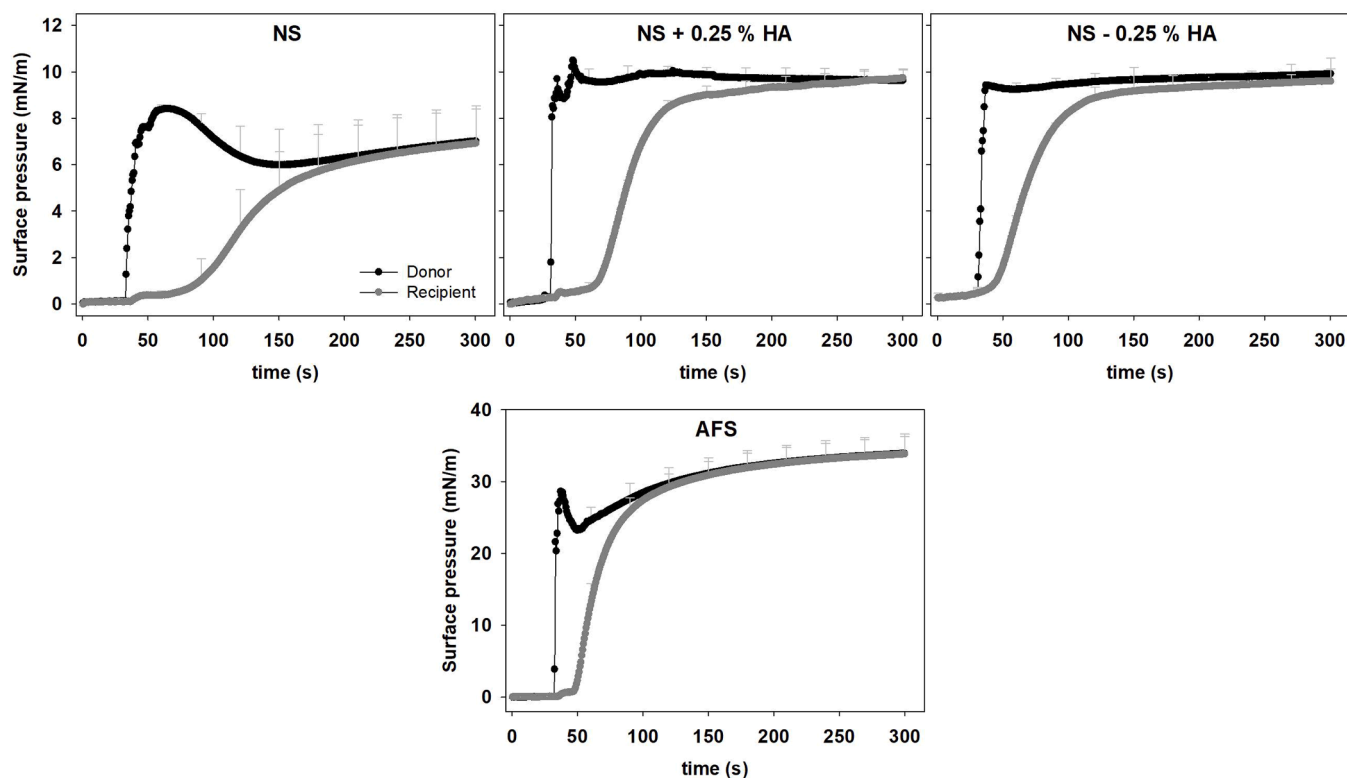 NS
NS + 0.25 % HA
NS - 0.25 % HA
Surface pressure (mN/m)
12
10
8
6
4
2
0
Donor
Recipient
0 50 100 150 200 250 300
0 50 100 150 200 250 300
0 50 100 150 200 250 300
time (s)
time (s)
time (s)
AFS
Surface pressure (mN/m)
40
30
20
10
0
0 50 100 150 200 250 300
time (s)